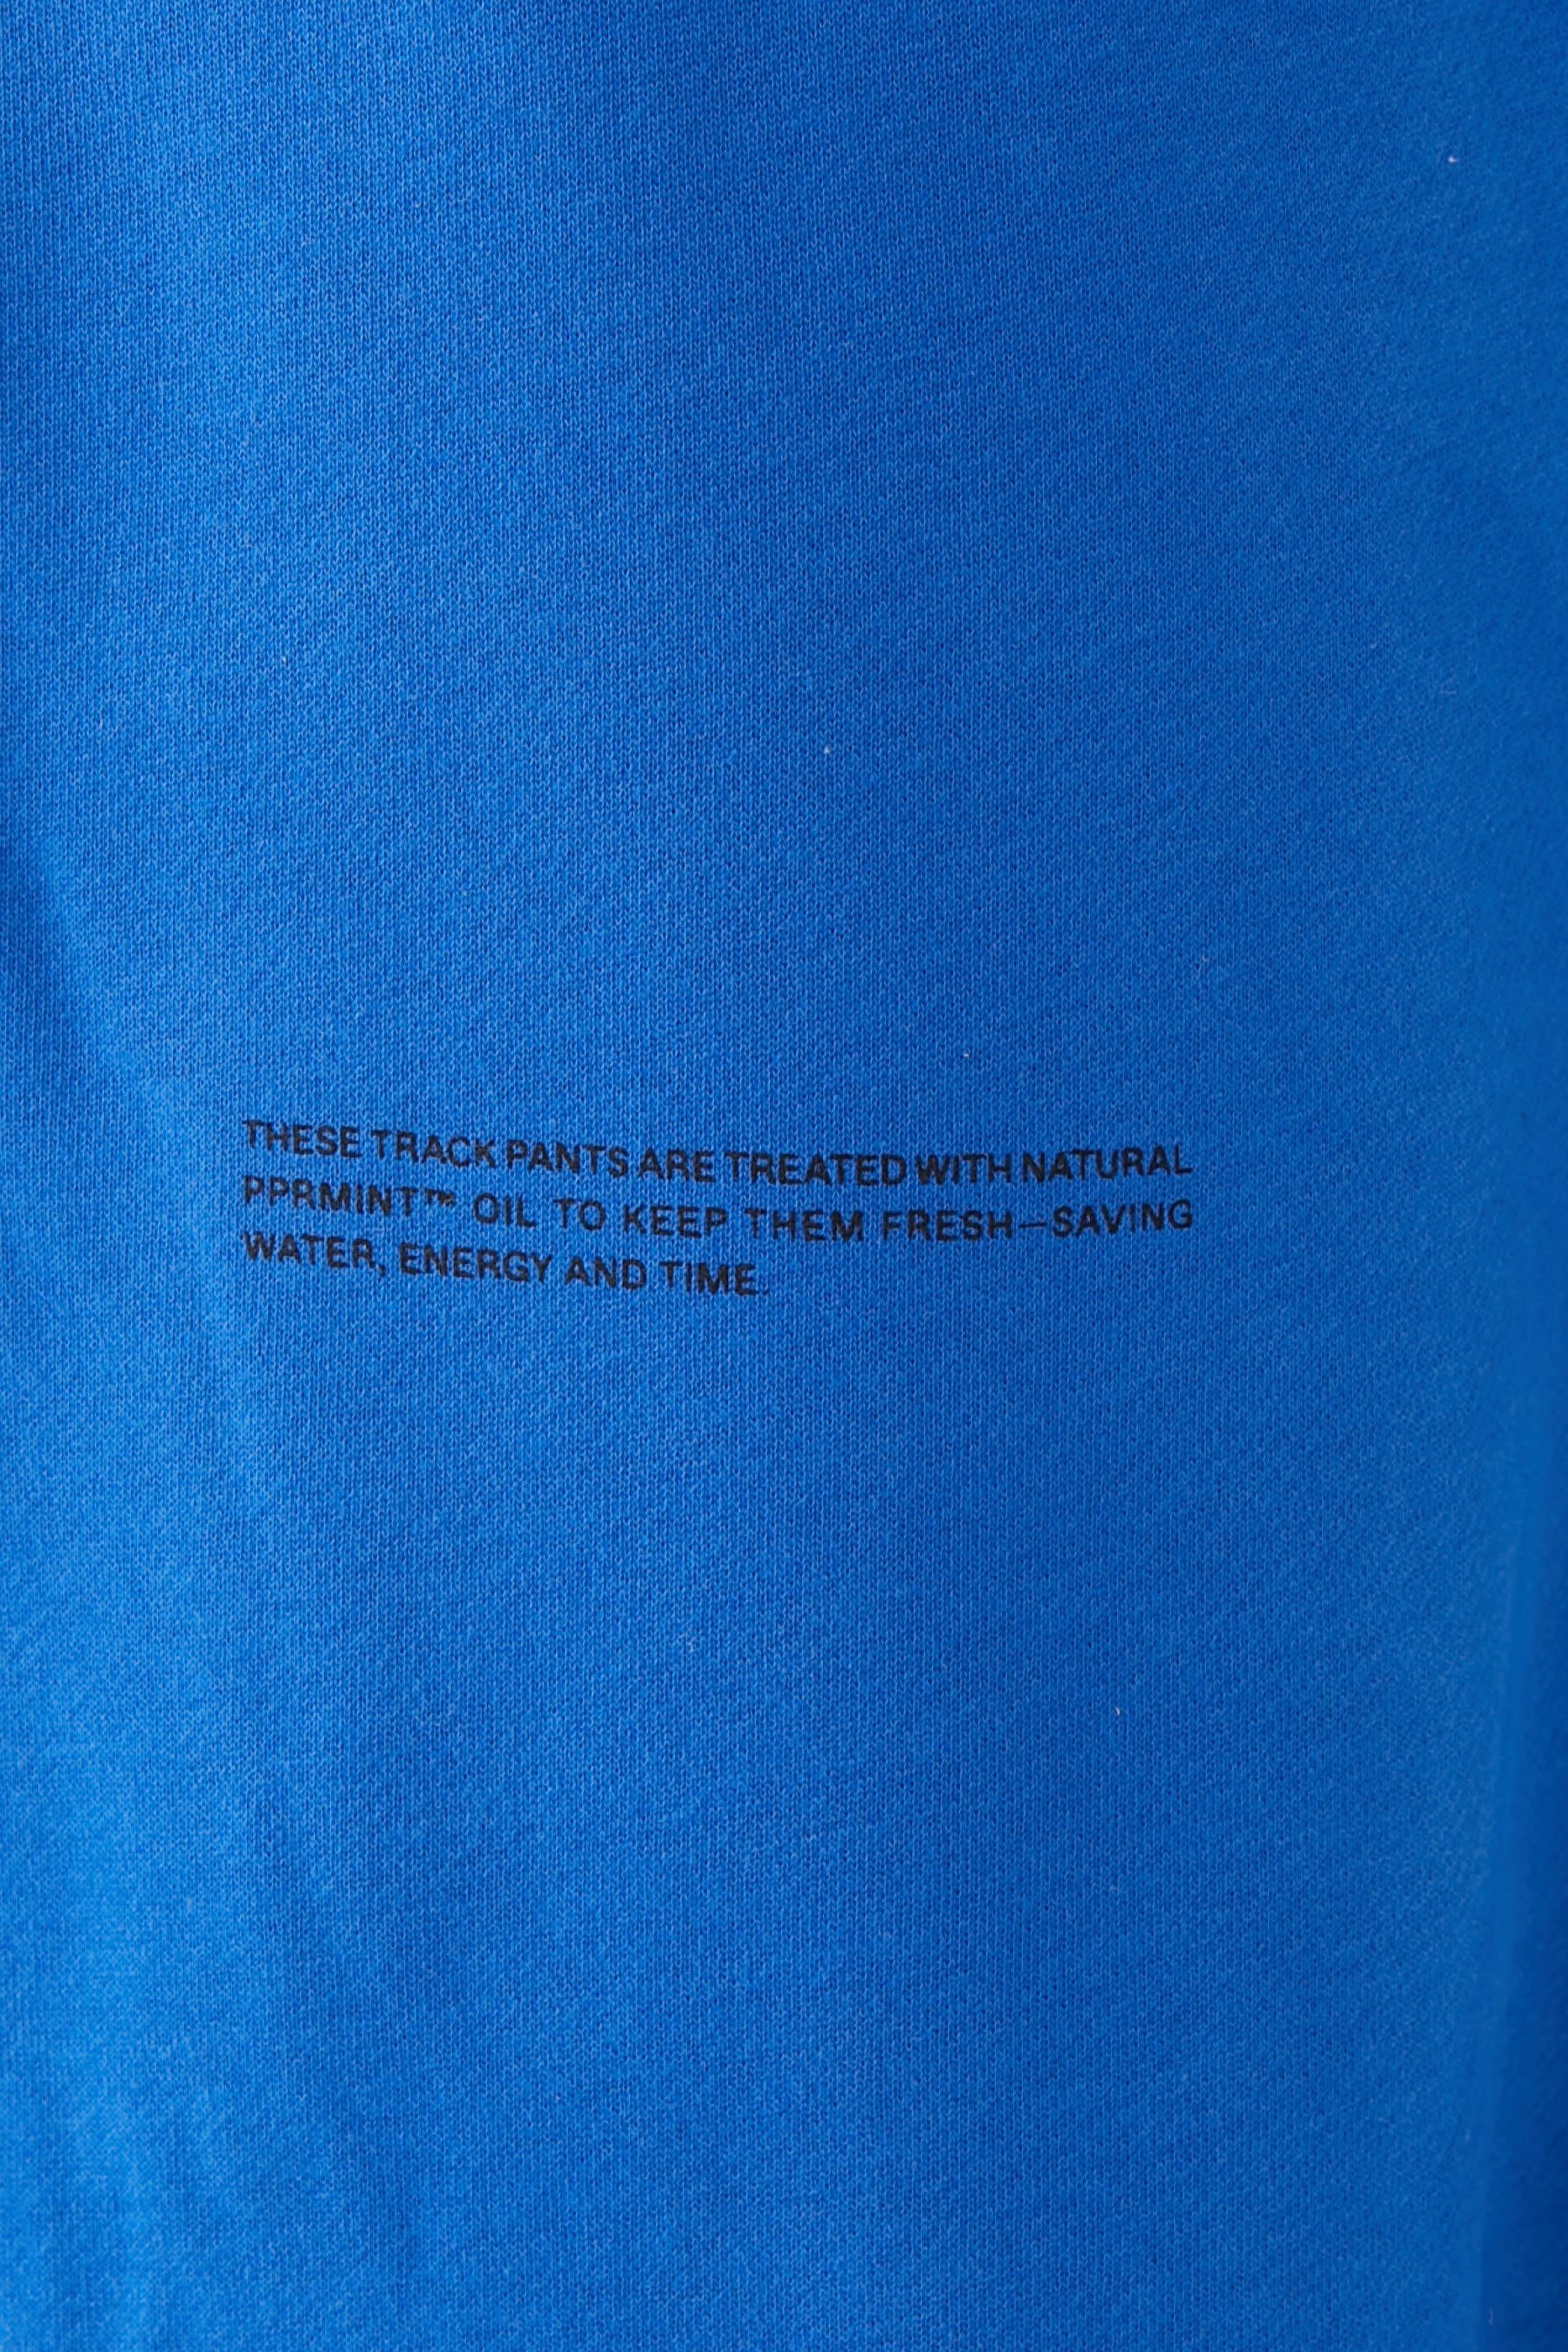 THESE TRACK PANTS ARE TREATED WITH NATURAL
PPRMINT™ OIL TO KEEP THEM FRESH—SAVING
WATER, ENERGY AND TIME.